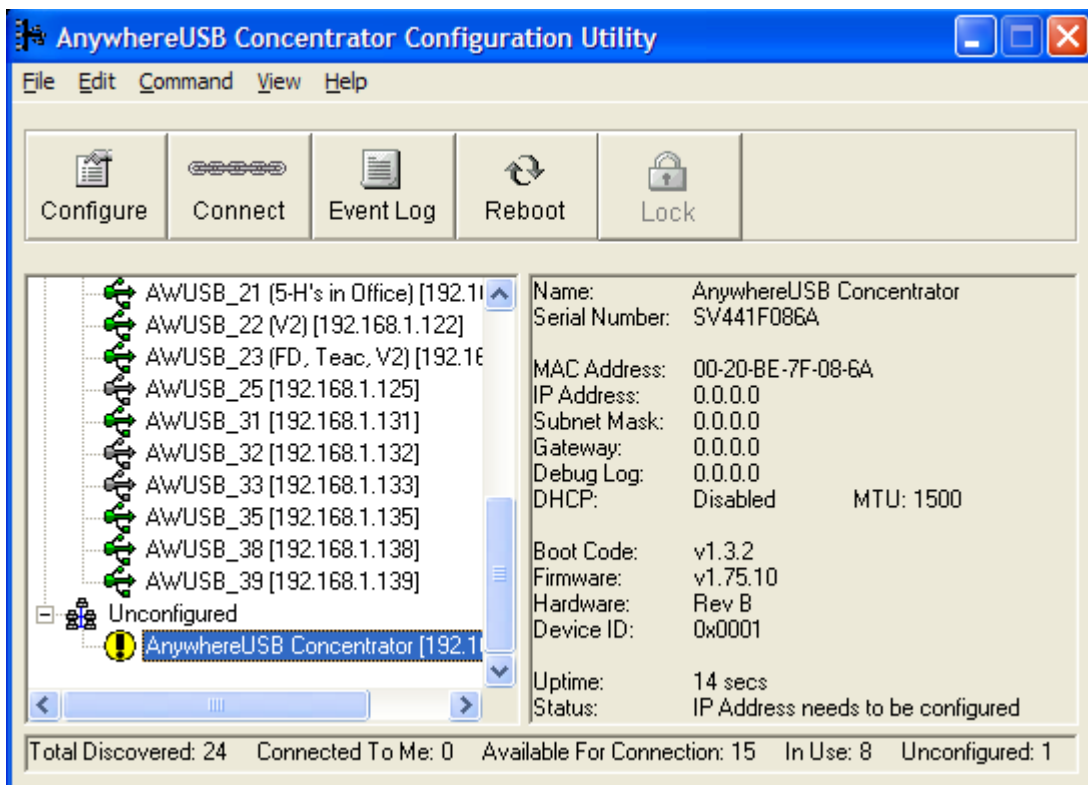 AnywhereUSB Concentrator Configuration Utility
File Edit Command View Help
Configure Connect Event Log Reboot Lock
AWUSB_21 (5-H's in Office) [192.1
AWUSB_22 (V2) [192.168.1.122]
AWUSB_23 (FD, Teac, V2) [192.16
AWUSB_25 [192.168.1.125]
AWUSB_31 [192.168.1.131]
AWUSB_32 [192.168.1.132]
AWUSB_33 [192.168.1.133]
AWUSB_35 [192.168.1.135]
AWUSB_38 [192.168.1.138]
AWUSB_39 [192.168.1.139]
Unconfigured
AnywhereUSB Concentrator [192.1
Name: AnywhereUSB Concentrator
Serial Number: SV441F086A
MAC Address: 00-20-BE-7F-08-6A
IP Address: 0.0.0.0
Subnet Mask: 0.0.0.0
Gateway: 0.0.0.0
Debug Log: 0.0.0.0
DHCP: Disabled MTU: 1500
Boot Code: v1.3.2
Firmware: v1.75.10
Hardware: Rev B
Device ID: 0x0001
Uptime: 14 secs
Status: IP Address needs to be configured
Total Discovered: 24 Connected To Me: 0 Available For Connection: 15 In Use: 8 Unconfigured: 1